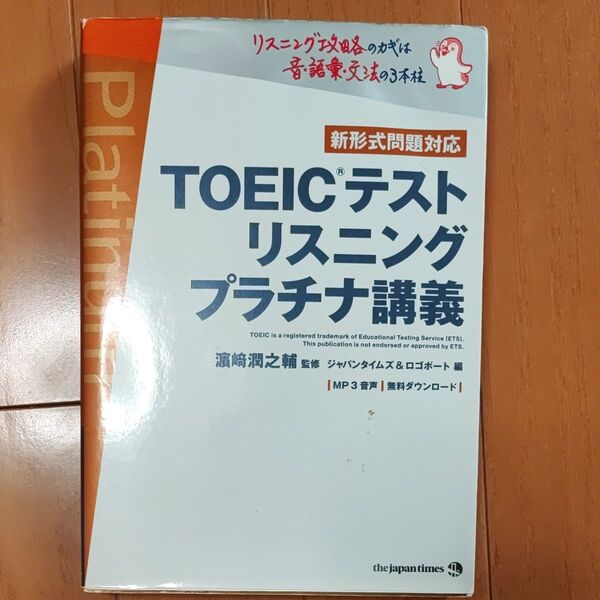 リスニング攻略のカギは
音・語彙・文法の3本柱
Platinum
新形式問題対応
TOEIC®テスト
リスニング
プラチナ講義
TOEIC is a registered trademark of Educational Testing Service (ETS).
This publication is not endorsed or approved by ETS.
濵﨑潤之輔 監修 ジャパンタイムズ&ロゴポート 編
MP3音声 無料ダウンロード
the japan times